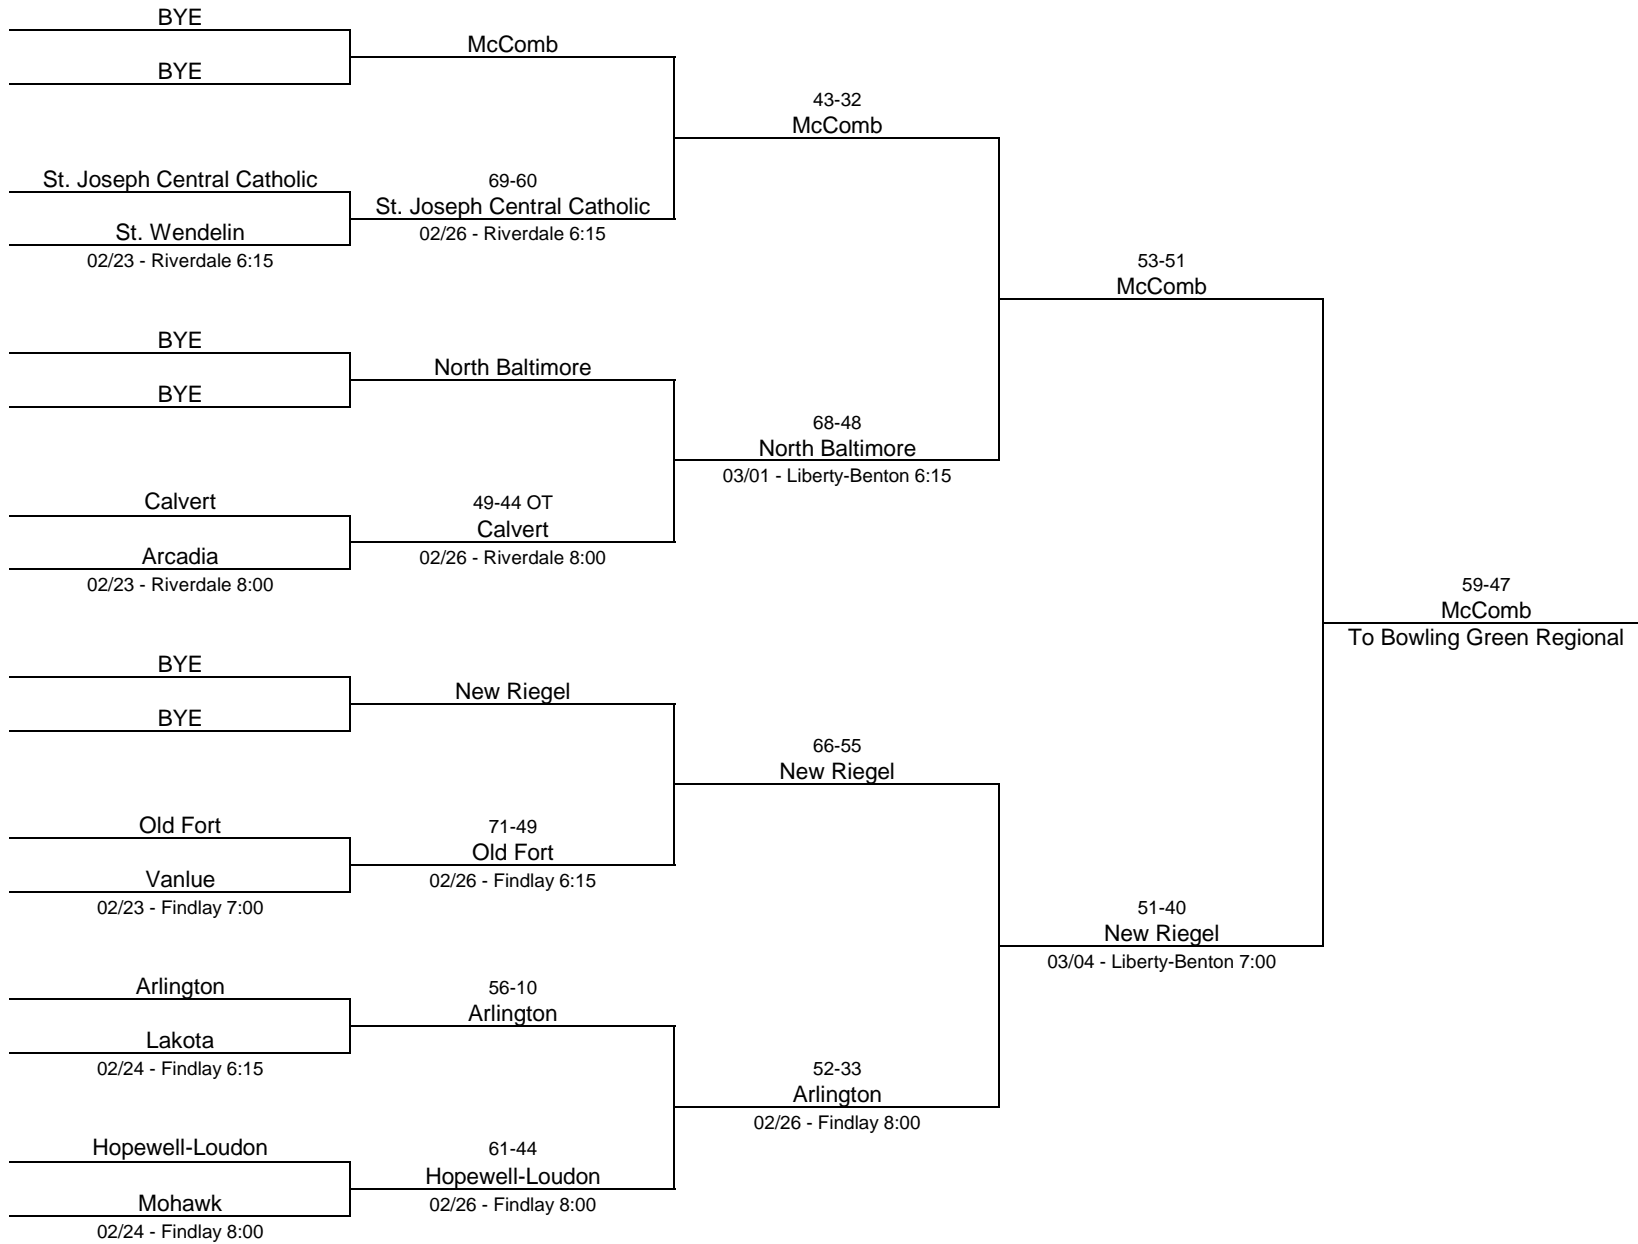 BYE
McComb
BYE
43-32
McComb
St. Joseph Central Catholic
69-60
St. Joseph Central Catholic
St. Wendelin
02/26 - Riverdale 6:15
02/23 - Riverdale 6:15
53-51
McComb
BYE
North Baltimore
BYE
68-48
North Baltimore
03/01 - Liberty-Benton 6:15
Calvert
49-44 OT
Calvert
Arcadia
02/26 - Riverdale 8:00
02/23 - Riverdale 8:00
59-47
McComb
To Bowling Green Regional
BYE
New Riegel
BYE
66-55
New Riegel
Old Fort
71-49
Old Fort
Vanlue
02/26 - Findlay 6:15
02/23 - Findlay 7:00
51-40
New Riegel
03/04 - Liberty-Benton 7:00
Arlington
56-10
Arlington
Lakota
02/24 - Findlay 6:15
52-33
Arlington
02/26 - Findlay 8:00
Hopewell-Loudon
61-44
Hopewell-Loudon
Mohawk
02/26 - Findlay 8:00
02/24 - Findlay 8:00